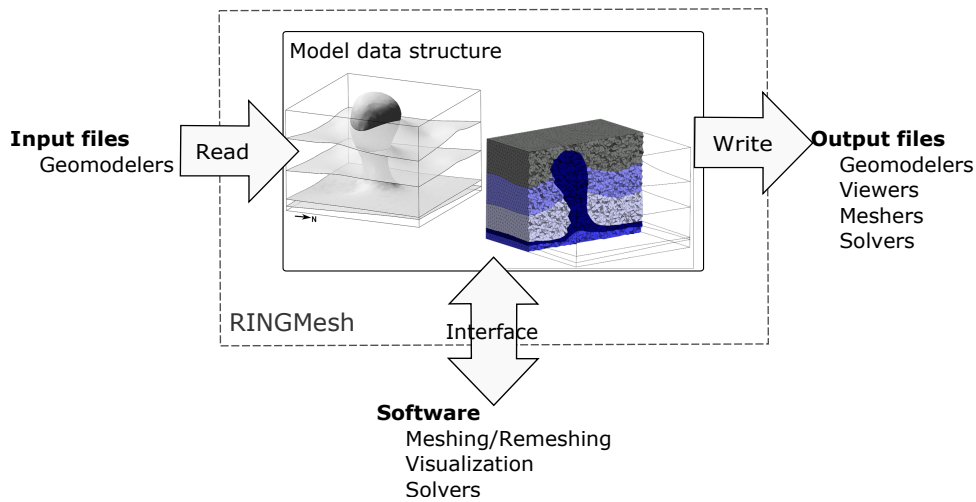 Model data structure
Input files
Geomodelers
Read
N
Write
Output files
Geomodelers
Viewers
Meshers
Solvers
RINGMesh
Interface
Software
Meshing/Remeshing
Visualization
Solvers